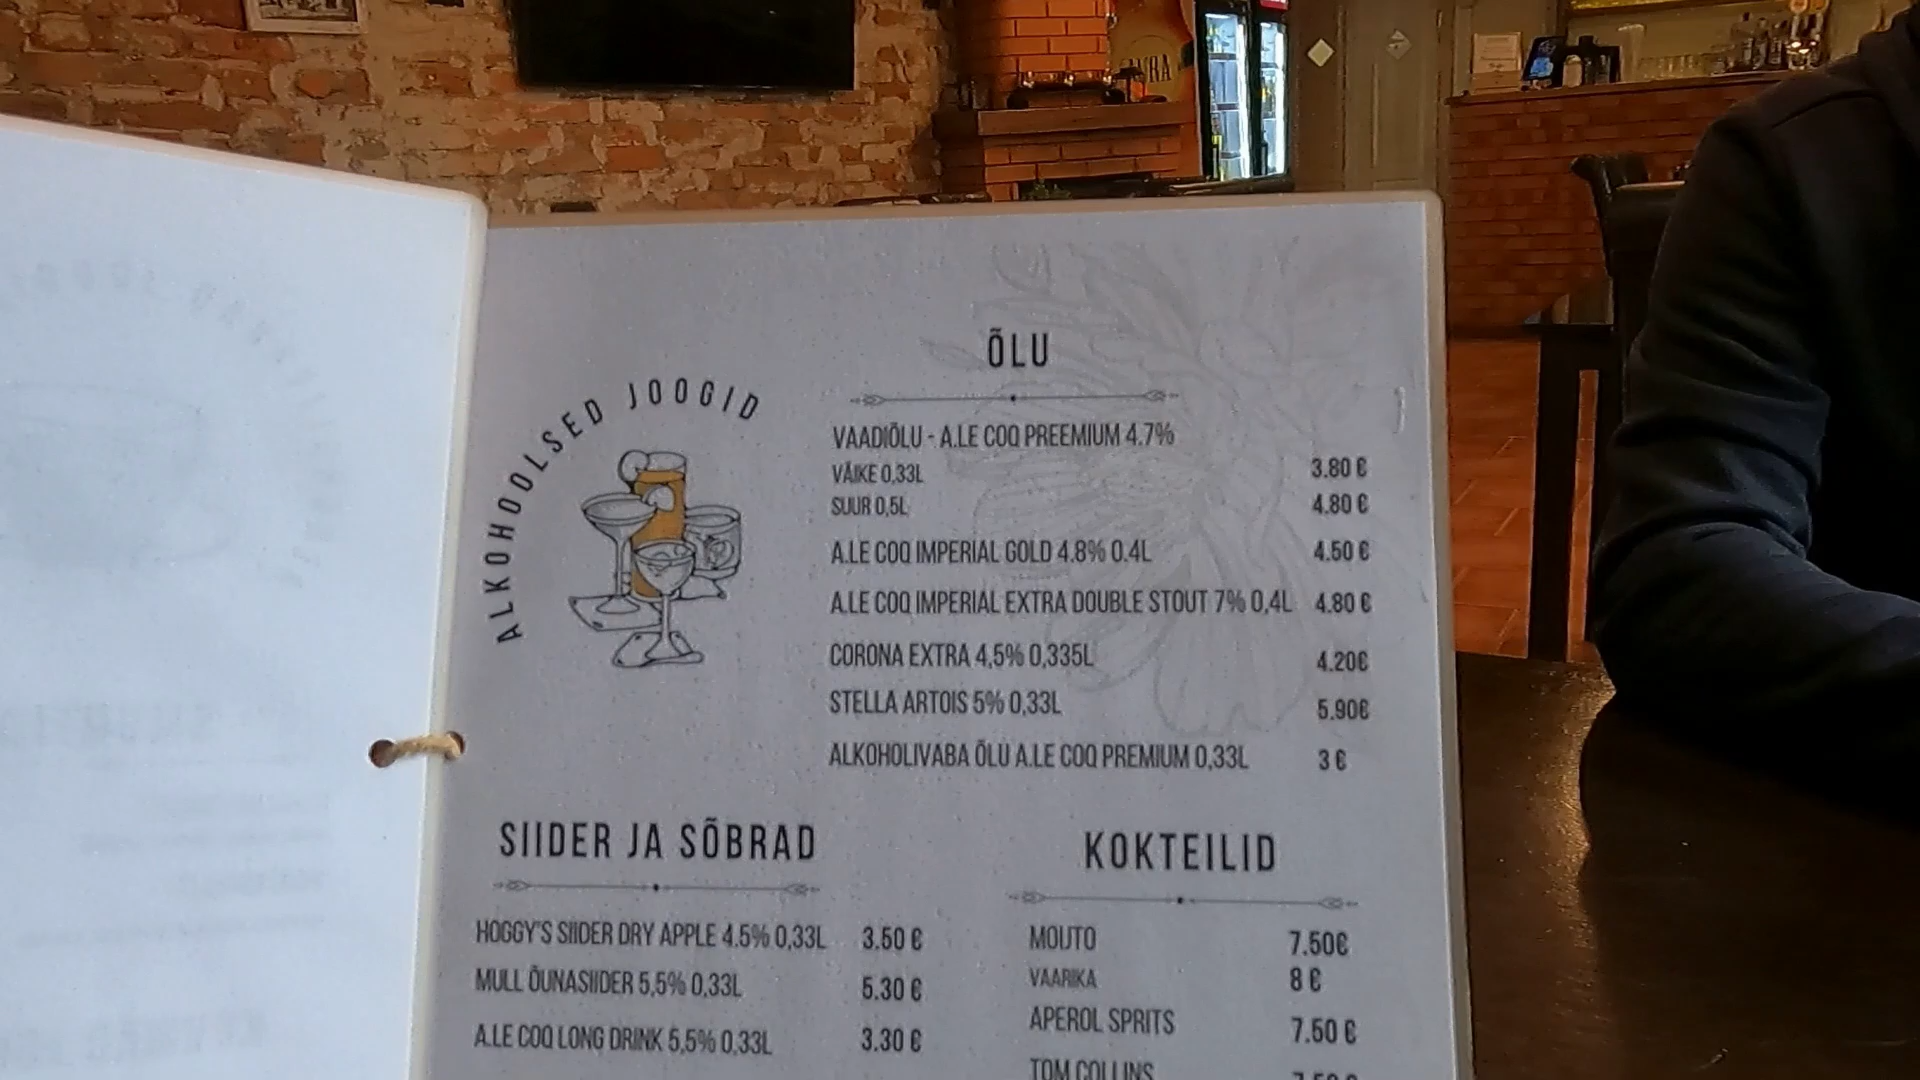 ALKOHOOLSED JOOGID
ÕLU
VAADIÕLU - A.LE COQ PREEMIUM 4.7%
VÄIKE 0,33L 3.80 €
SUUR 0,5L 4.80 €
A.LE COQ IMPERIAL GOLD 4.8% 0.4L 4.50 €
A.LE COQ IMPERIAL EXTRA DOUBLE STOUT 7% 0,4L 4.80 €
CORONA EXTRA 4,5% 0,335L 4.20€
STELLA ARTOIS 5% 0,33L 5.90€
ALKOHOLIVABA ÕLU A.LE COQ PREMIUM 0,33L 3 €
SIIDER JA SÕBRAD
HOGGY'S SIIDER DRY APPLE 4.5% 0,33L 3.50 €
MULL ÕUNASIIDER 5,5% 0,33L 5.30 €
A.LE COQ LONG DRINK 5,5% 0,33L 3.30 €
KOKTEILID
MOJITO 7.50€
VAARIKA 8 €
APEROL SPRITS 7.50 €
TOM COLLINS